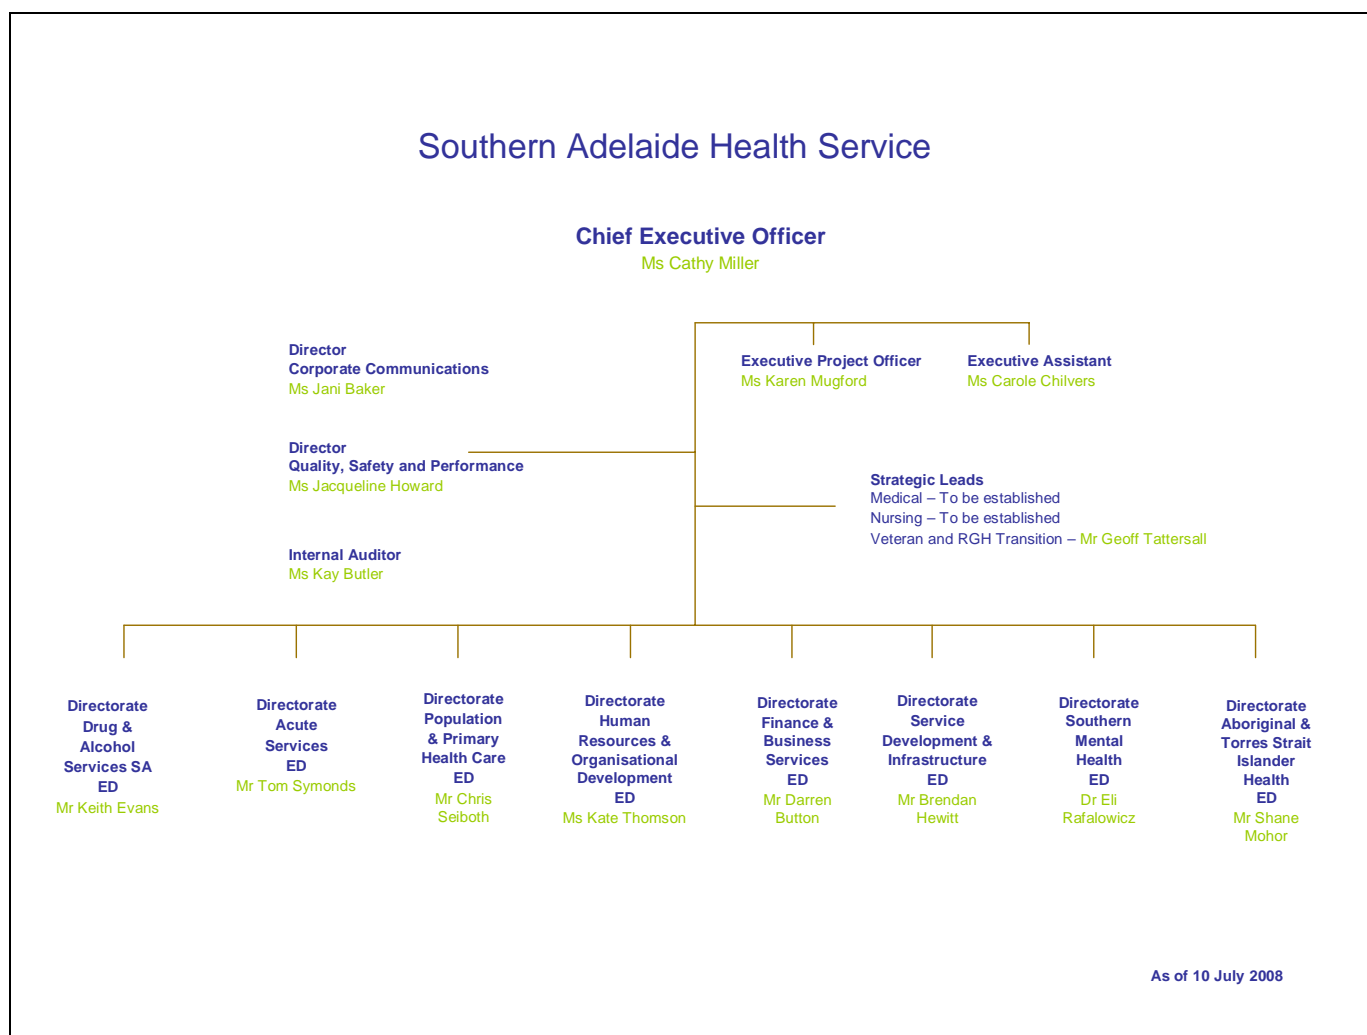 Southern Adelaide Health Service
Chief Executive Officer
Ms Cathy Miller
Director
Corporate Communications
Ms Jani Baker
Executive Project Officer
Ms Karen Mugford
Executive Assistant
Ms Carole Chilvers
Director
Quality, Safety and Performance
Ms Jacqueline Howard
Strategic Leads
Medical – To be established
Nursing – To be established
Veteran and RGH Transition – Mr Geoff Tattersall
Internal Auditor
Ms Kay Butler
Directorate
Drug &
Alcohol
Services SA
ED
Mr Keith Evans
Directorate
Acute
Services
ED
Mr Tom Symonds
Directorate
Population
& Primary
Health Care
ED
Mr Chris
Seiboth
Directorate
Human
Resources &
Organisational
Development
ED
Ms Kate Thomson
Directorate
Finance &
Business
Services
ED
Mr Darren
Button
Directorate
Service
Development &
Infrastructure
ED
Mr Brendan
Hewitt
Directorate
Southern
Mental
Health
ED
Dr Eli
Rafalowicz
Directorate
Aboriginal &
Torres Strait
Islander
Health
ED
Mr Shane
Mohor
As of 10 July 2008